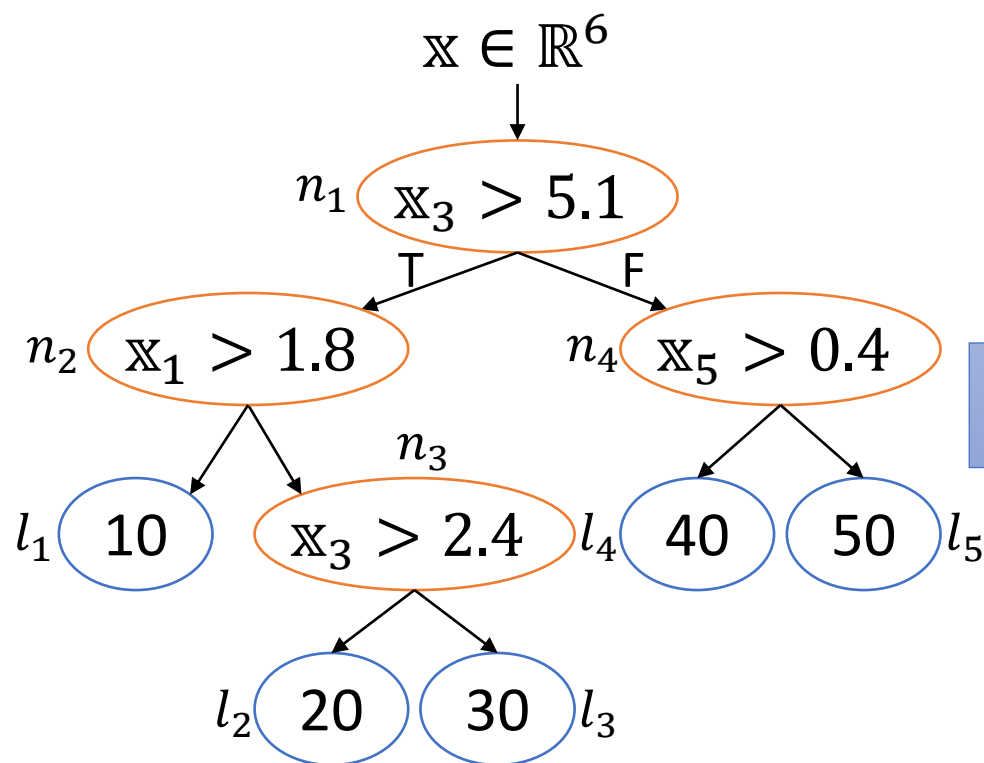 𝕩 ∈ ℝ⁶
n₁ 𝕩₃ > 5.1
T F
n₂ 𝕩₁ > 1.8 n₄ 𝕩₅ > 0.4
n₃
l₁ 10 𝕩₃ > 2.4 l₄ 40 50 l₅
l₂ 20 30 l₃